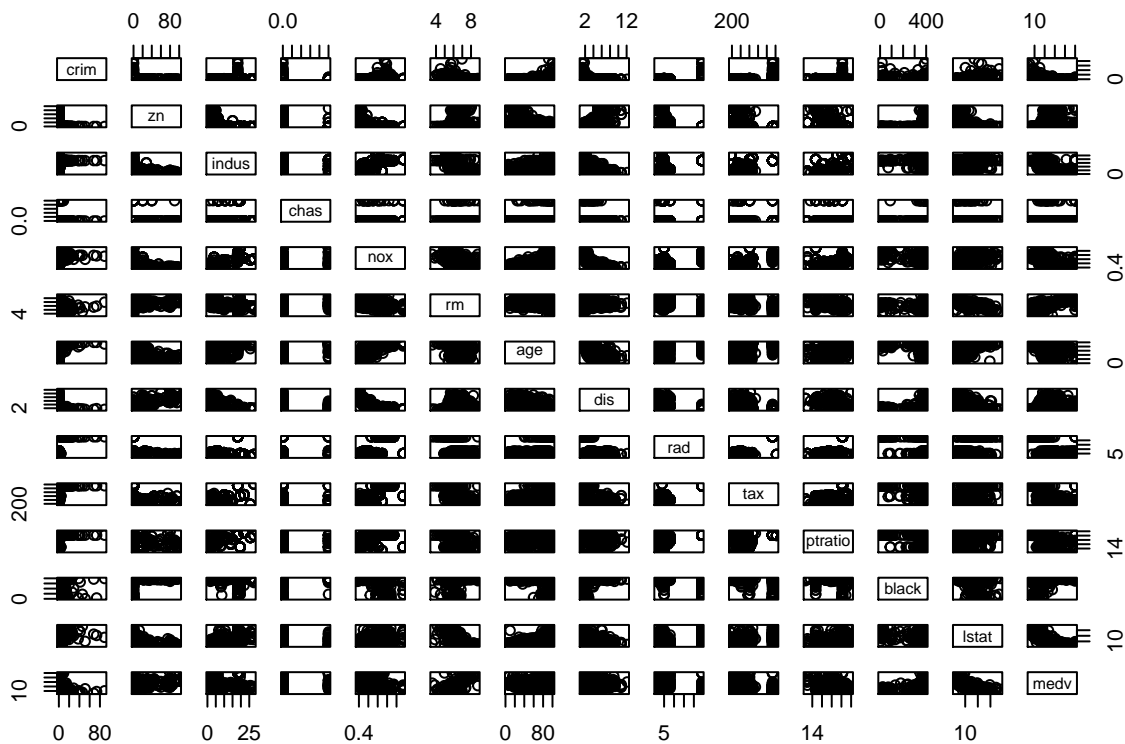 0 80 0.0 4 8 2 12 200 0 400 10
crim 0
0 zn
indus 0
0.0 chas
nox 0.4
4 rm
age 0
2 dis
rad 5
200 tax
ptratio 14
0 black
lstat 10
10 medv
0 80 0 25 0.4 0 80 5 14 10